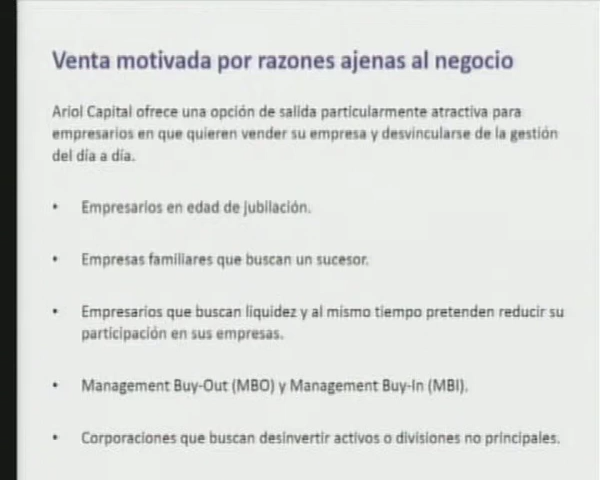 Venta motivada por razones ajenas al negocio
Ariol Capital ofrece una opción de salida particularmente atractiva para
empresarios en que quieren vender su empresa y desvincularse de la gestión
del día a día.
• Empresarios en edad de jubilación.
• Empresas familiares que buscan un sucesor.
• Empresarios que buscan liquidez y al mismo tiempo pretenden reducir su
participación en sus empresas.
• Management Buy-Out (MBO) y Management Buy-In (MBI).
• Corporaciones que buscan desinvertir activos o divisiones no principales.